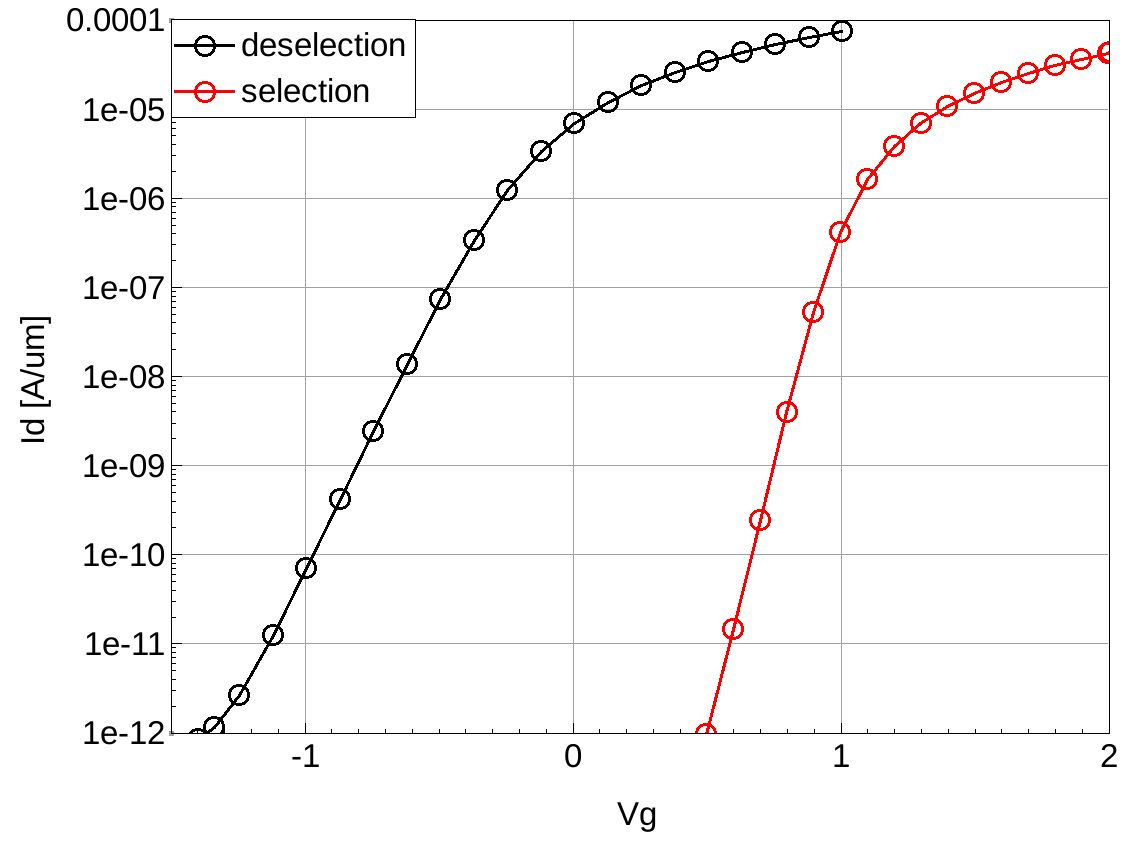 0.0001
deselection
selection
1e-05
1e-06
1e-07
1e-08
1e-09
1e-10
1e-11
1e-12
Id [A/um]
-1 0 1 2
Vg